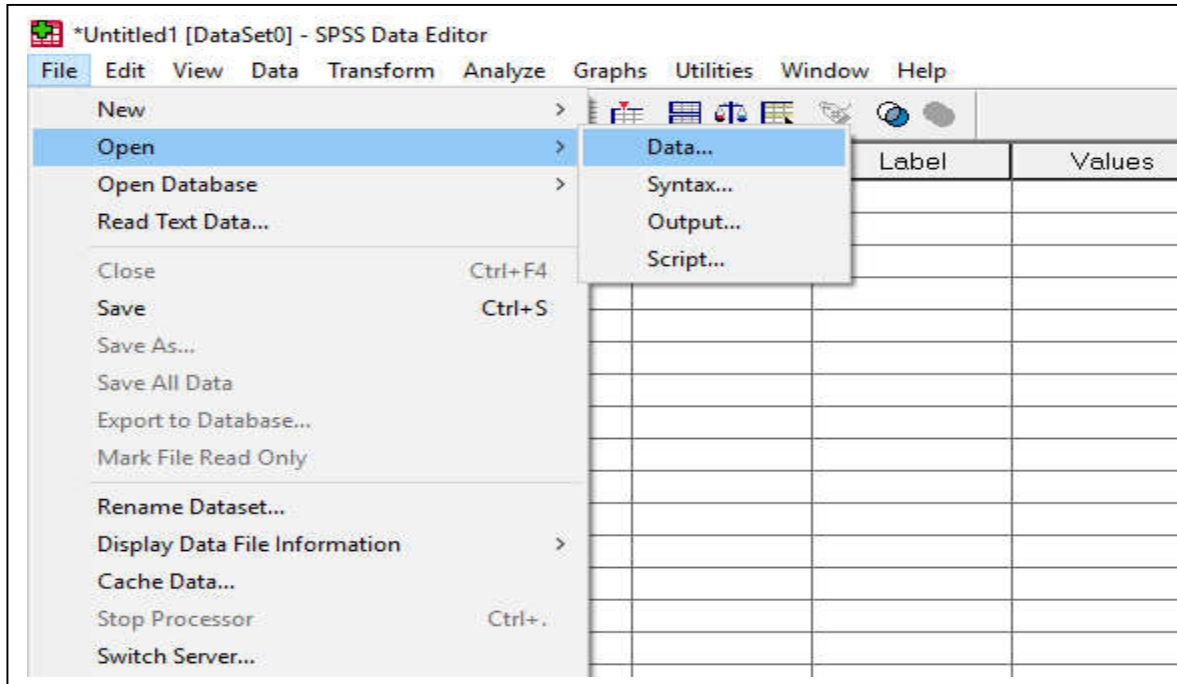 *Untitled1 [DataSet0] - SPSS Data Editor
File Edit View Data Transform Analyze Graphs Utilities Window Help
New >
Open >
Data...
Label Values
Open Database >
Syntax...
Read Text Data...
Output...
Close Ctrl+F4
Script...
Save Ctrl+S
Save As...
Save All Data
Export to Database...
Mark File Read Only
Rename Dataset...
Display Data File Information >
Cache Data...
Stop Processor Ctrl+.
Switch Server...